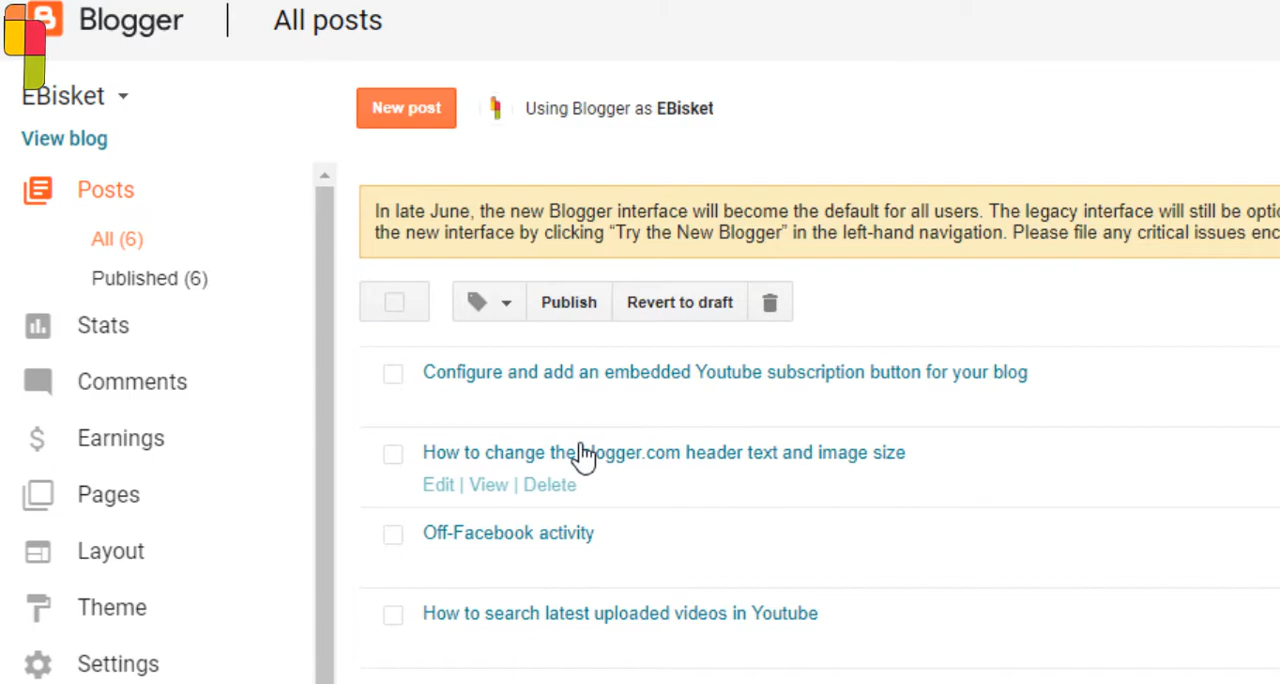 Blogger | All posts
EBisket
View blog
New post
Using Blogger as EBisket
Posts
All (6)
Published (6)
Stats
Comments
Earnings
Pages
Layout
Theme
Settings
In late June, the new Blogger interface will become the default for all users. The legacy interface will still be
the new interface by clicking “Try the New Blogger” in the left-hand navigation. Please file any critical issues
Publish
Revert to draft
Configure and add an embedded Youtube subscription button for your blog
How to change the blogger.com header text and image size
Edit | View | Delete
Off-Facebook activity
How to search latest uploaded videos in Youtube